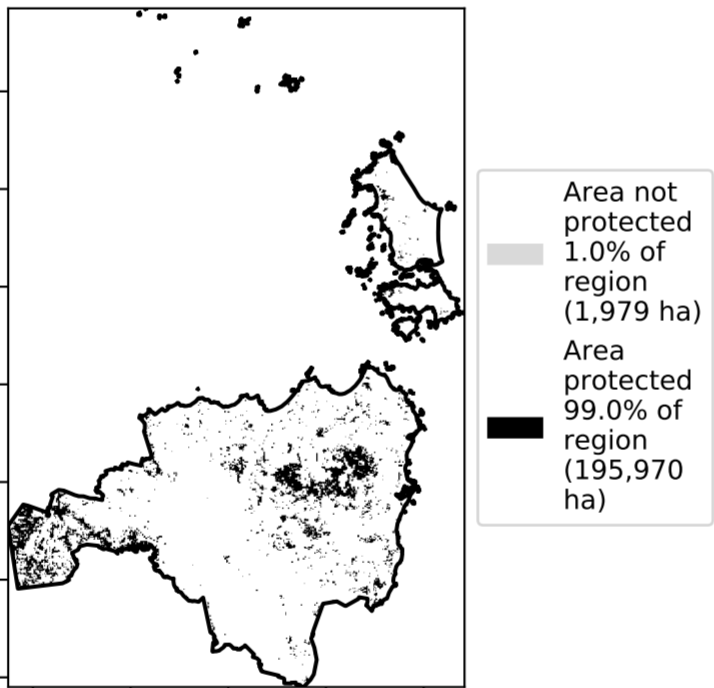 Area not
protected
1.0% of
region
(1,979 ha)
Area
protected
99.0% of
region
(195,970
ha)